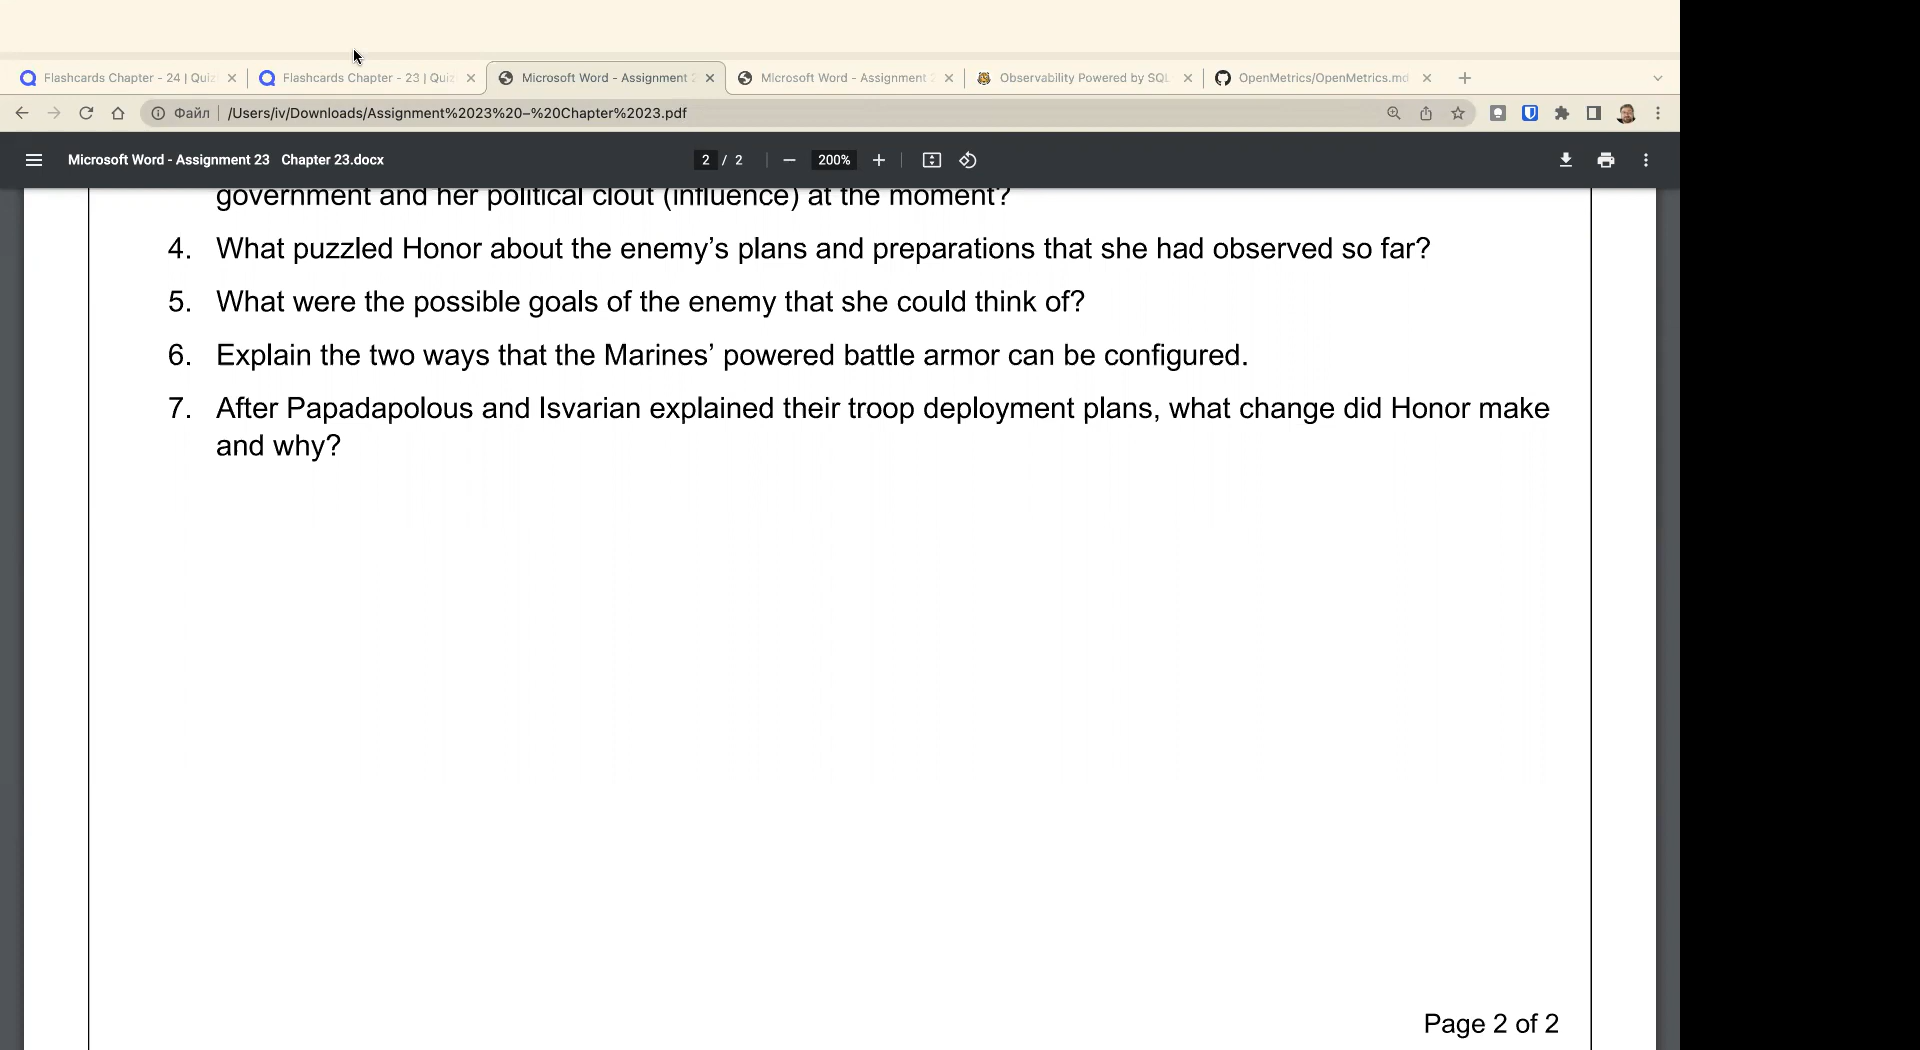 Flashcards Chapter - 24 | Quiz
Flashcards Chapter - 23 | Quiz
Microsoft Word - Assignment 2
Microsoft Word - Assignment 2
Observability Powered by SQL
OpenMetrics/OpenMetrics.md
Файл
/Users/iv/Downloads/Assignment%2023%20–%20Chapter%2023.pdf
Microsoft Word - Assignment 23 Chapter 23.docx
2 / 2
200%
government and her political clout (influence) at the moment?
4. What puzzled Honor about the enemy’s plans and preparations that she had observed so far?
5. What were the possible goals of the enemy that she could think of?
6. Explain the two ways that the Marines’ powered battle armor can be configured.
7. After Papadapolous and Isvarian explained their troop deployment plans, what change did Honor make
and why?
Page 2 of 2